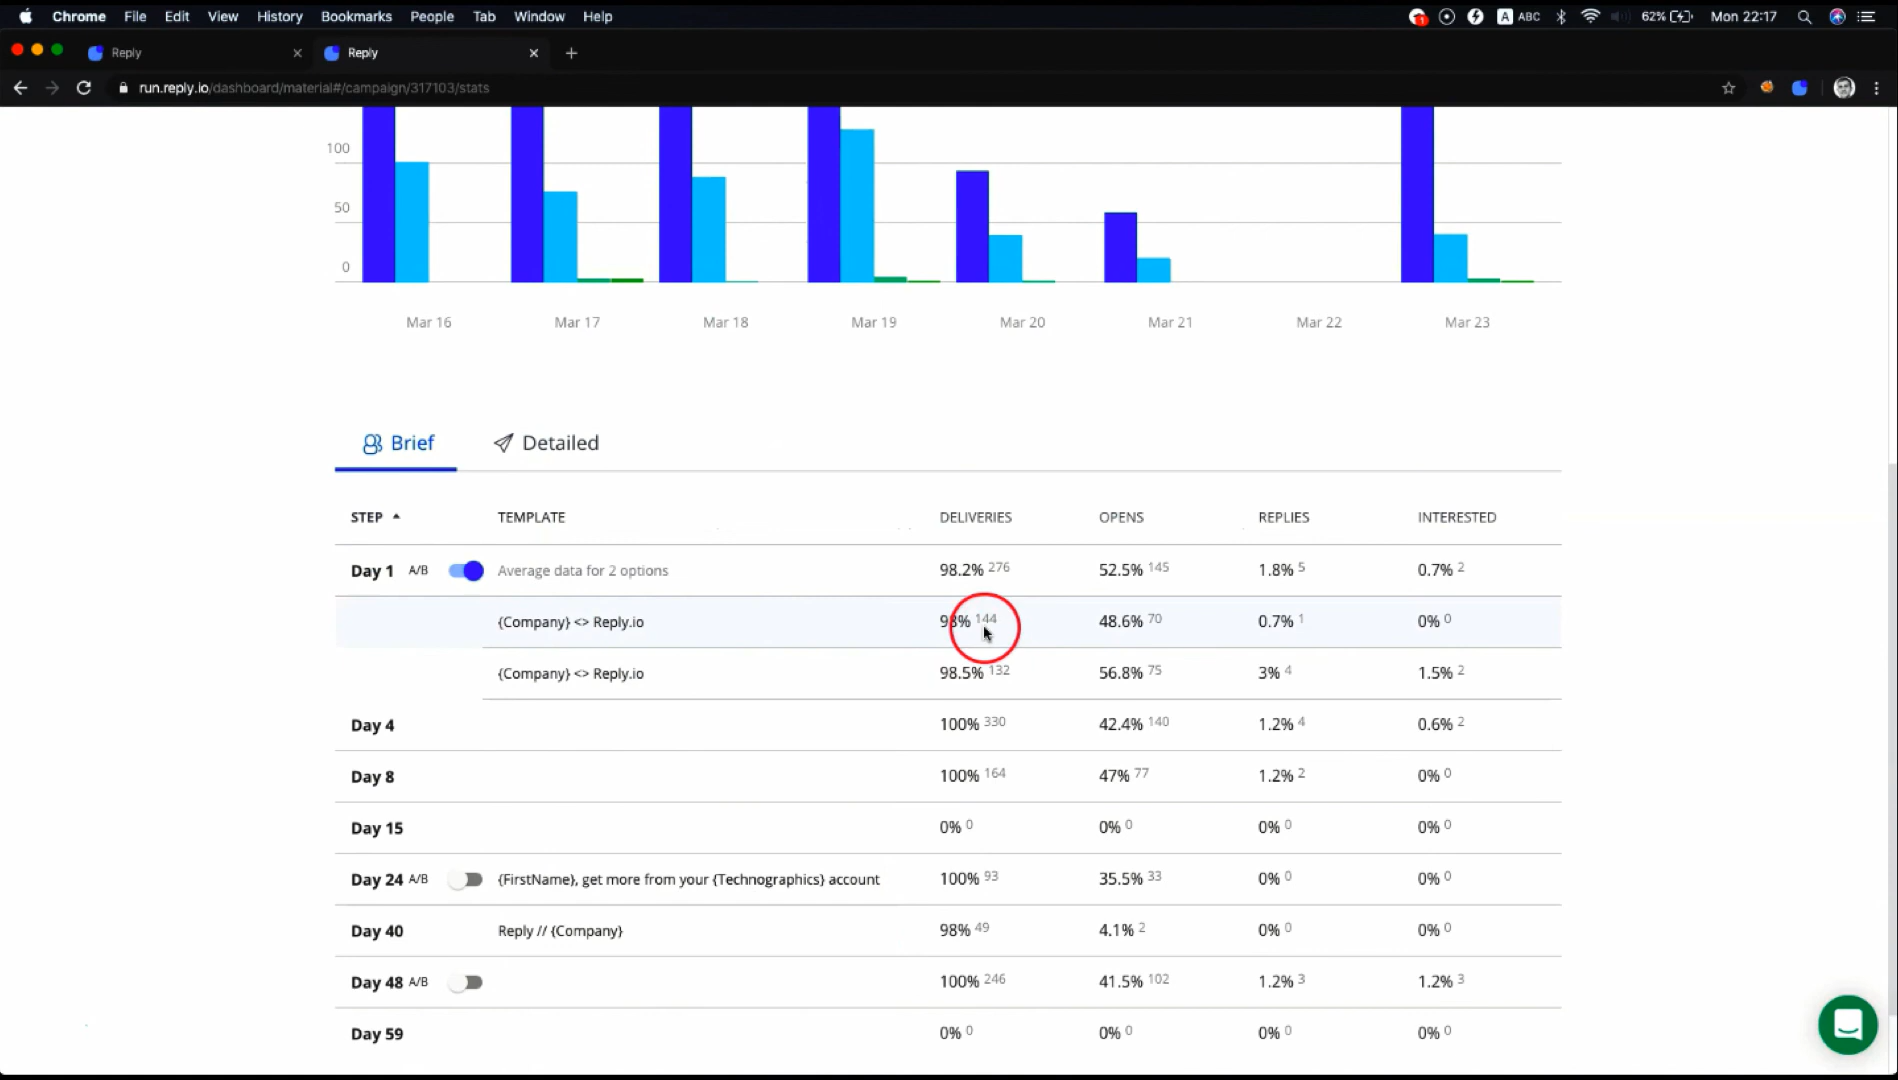 Chrome File Edit View History Bookmarks People Tab Window Help 1 A ABC 62% Mon 22:17
Reply Reply
run.reply.io/dashboard/material#/campaign/317103/stats
100
50
0
Mar 16 Mar 17 Mar 18 Mar 19 Mar 20 Mar 21 Mar 22 Mar 23
Brief Detailed
STEP TEMPLATE DELIVERIES OPENS REPLIES INTERESTED
Day 1 A/B Average data for 2 options 98.2% 276 52.5% 145 1.8% 5 0.7% 2
{Company} <> Reply.io 98% 144 48.6% 70 0.7% 1 0% 0
{Company} <> Reply.io 98.5% 132 56.8% 75 3% 4 1.5% 2
Day 4 100% 330 42.4% 140 1.2% 4 0.6% 2
Day 8 100% 164 47% 77 1.2% 2 0% 0
Day 15 0% 0 0% 0 0% 0 0% 0
Day 24 A/B {FirstName}, get more from your {Technographics} account 100% 93 35.5% 33 0% 0 0% 0
Day 40 Reply // {Company} 98% 49 4.1% 2 0% 0 0% 0
Day 48 A/B 100% 246 41.5% 102 1.2% 3 1.2% 3
Day 59 0% 0 0% 0 0% 0 0% 0